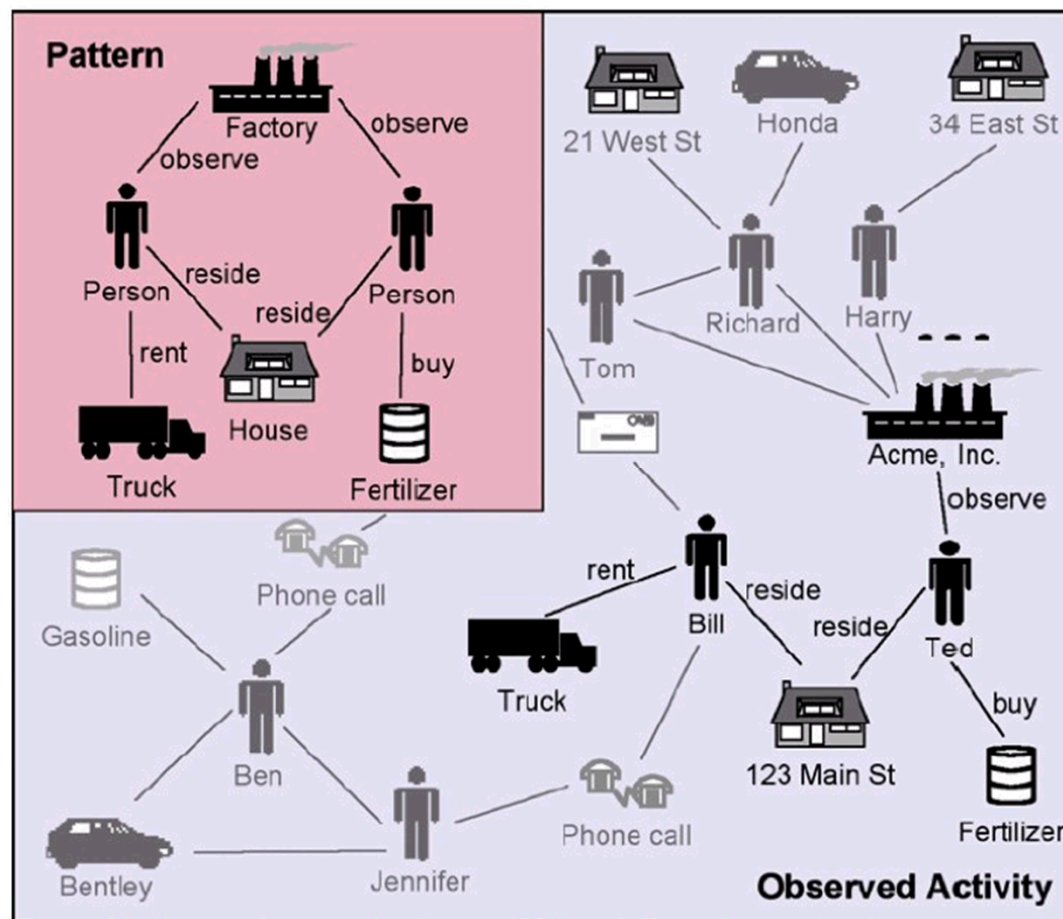 Pattern
Factory
observe
observe
Person
reside
reside
Person
rent
buy
House
Truck
Fertilizer
21 West St
Honda
34 East St
Tom
Richard
Harry
Acme, Inc.
observe
Phone call
Gasoline
rent
Bill
reside
reside
Ted
Truck
buy
123 Main St
Ben
Phone call
Fertilizer
Bentley
Jennifer
Observed Activity